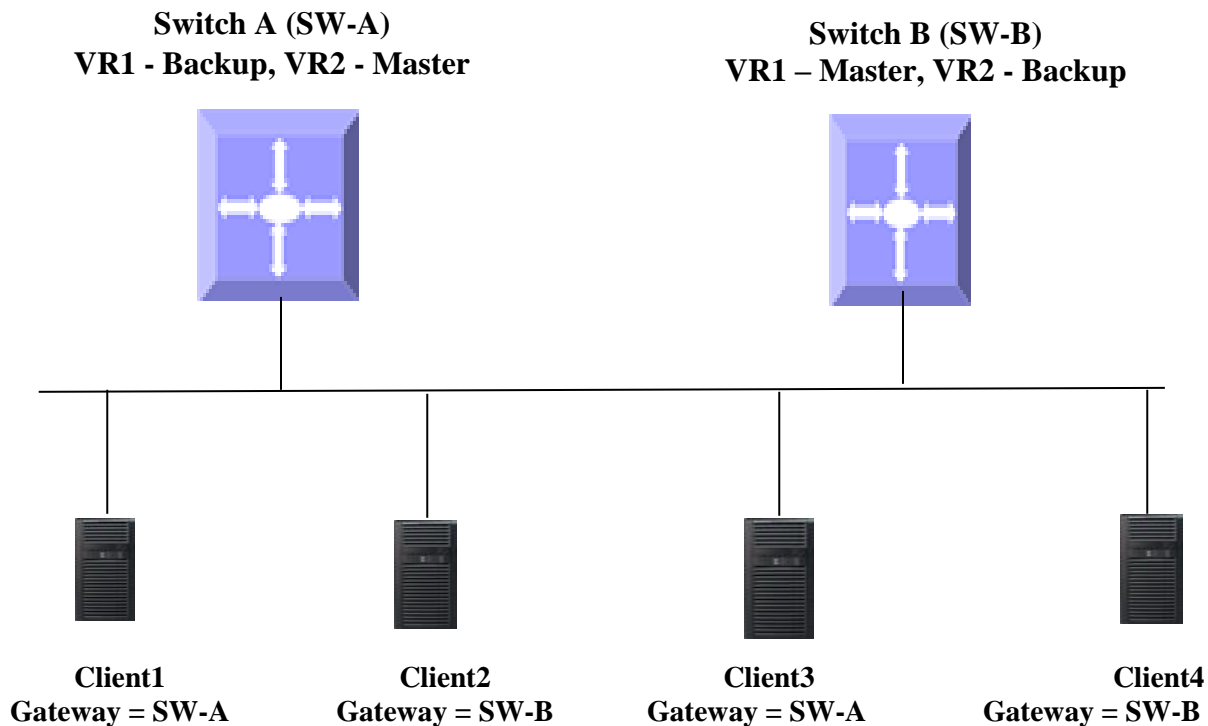 Switch A (SW-A)
VR1 - Backup, VR2 - Master
Switch B (SW-B)
VR1 – Master, VR2 - Backup
Client1
Gateway = SW-A
Client2
Gateway = SW-B
Client3
Gateway = SW-A
Client4
Gateway = SW-B